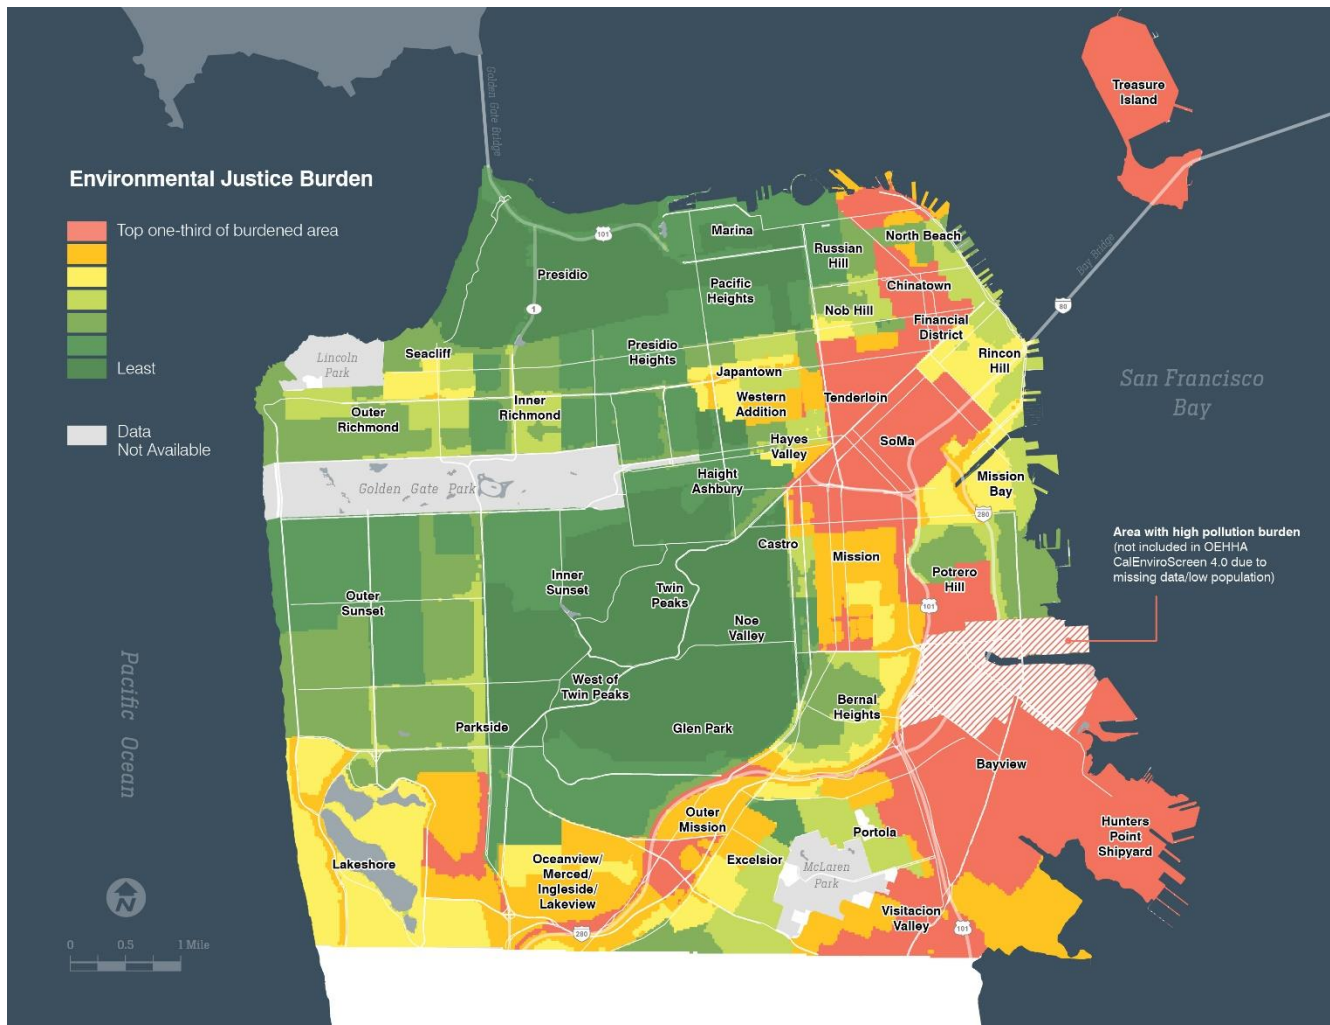 Environmental Justice Burden
Top one-third of burdened area
Least
Data
Not Available
Golden Gate Bridge
Treasure
Island
Bay Bridge
80
101
1
Marina
Presidio
Pacific
Heights
Russian
Hill
North Beach
Chinatown
Nob Hill
Financial
District
Rincon
Hill
Lincoln
Park
Seacliff
Presidio
Heights
Japantown
Western
Addition
Tenderloin
San Francisco
Bay
Outer
Richmond
Inner
Richmond
Hayes
Valley
SoMa
Golden Gate Park
Haight
Ashbury
Mission
Bay
280
Castro
Mission
Potrero
Hill
101
Area with high pollution burden
(not included in OEHHA
CalEnviroScreen 4.0 due to
missing data/low population)
Outer
Sunset
Inner
Sunset
Twin
Peaks
Noe
Valley
West of
Twin Peaks
Bernal
Heights
Pacific Ocean
Parkside
Glen Park
Bayview
Outer
Mission
Hunters
Point
Shipyard
Lakeshore
Oceanview/
Merced/
Ingleside/
Lakeview
Excelsior
Portola
McLaren
Park
Visitacion
Valley
280
101
N
0 0.5 1 Mile